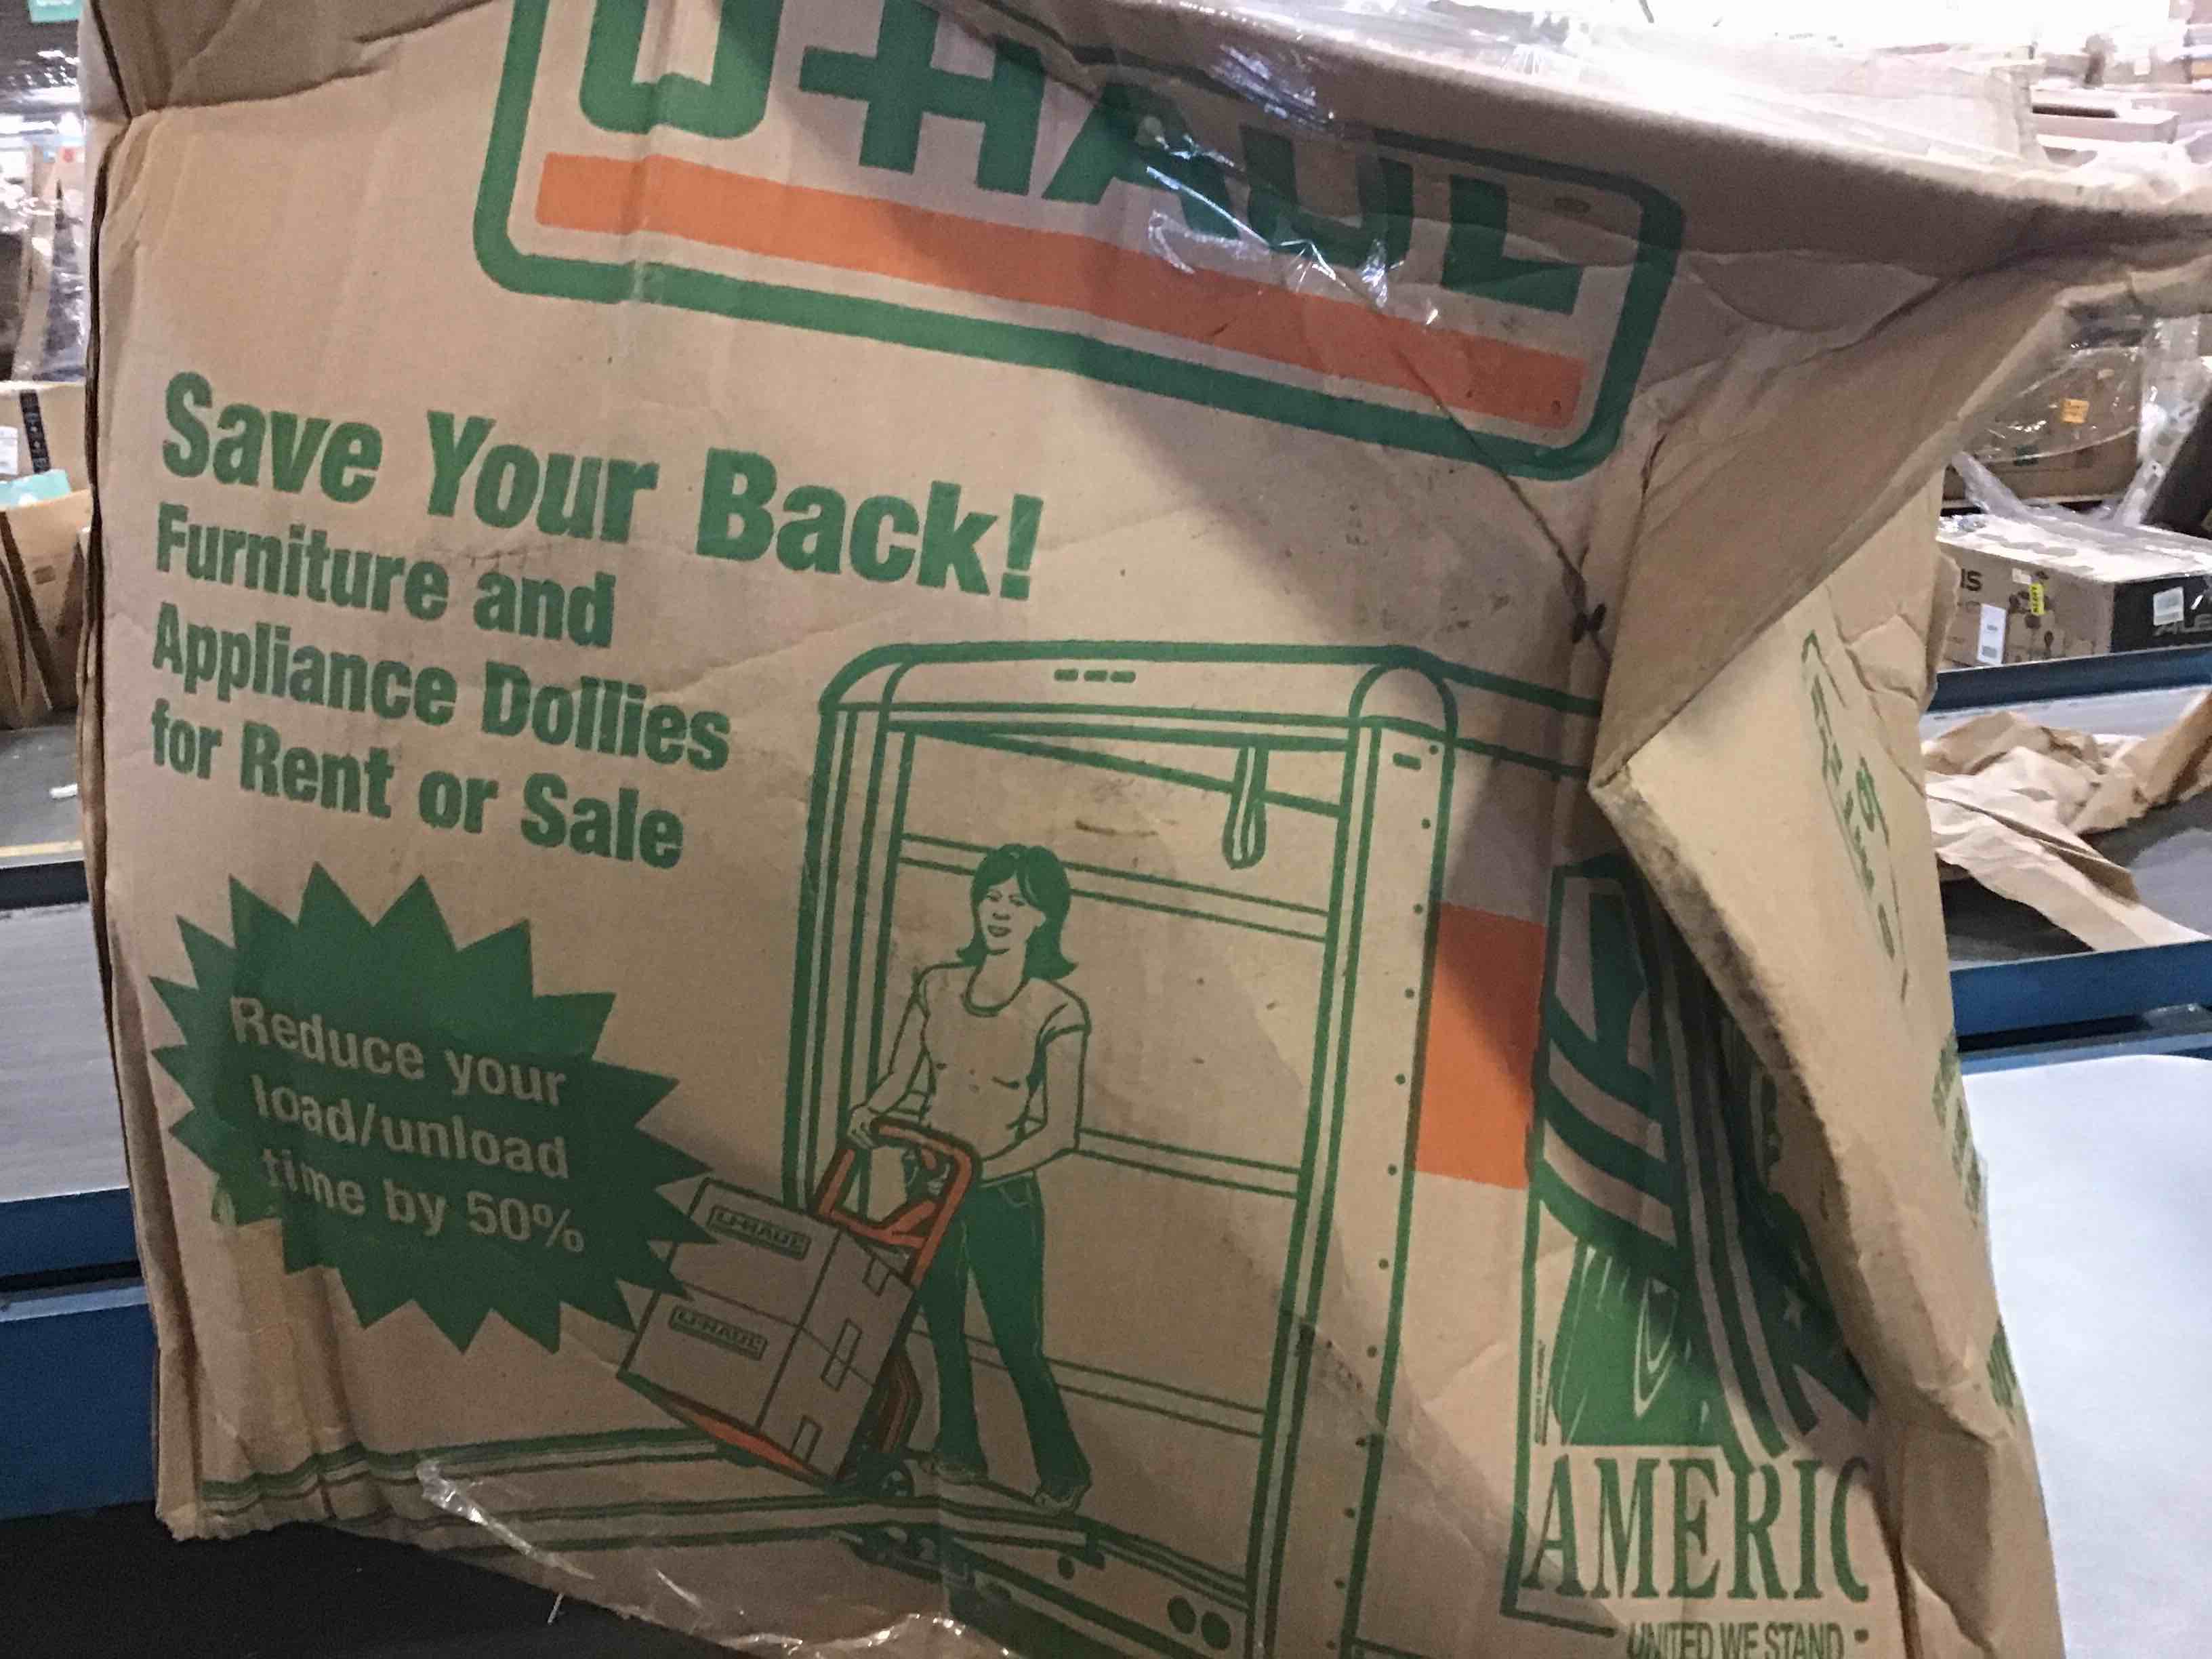 U-HAUL
Save Your Back!
Furniture and
Appliance Dollies
for Rent or Sale
Reduce your
load/unload
time by 50%
U-HAUL
U-HAUL
AMERIC
UNITED WE STAND